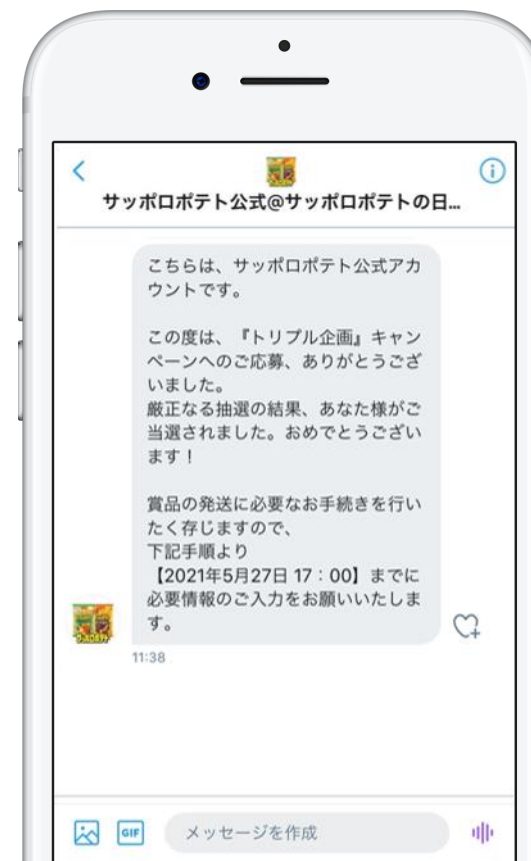 サッポロポテト公式@サッポロポテトの日…
こちらは、サッポロポテト公式アカ
ウントです。
この度は、『トリプル企画』キャン
ペーンへのご応募、ありがとうござ
いました。
厳正なる抽選の結果、あなた様がご
当選されました。おめでとうござい
ます!
賞品の発送に必要なお手続きを行い
たく存じますので、
下記手順より
【2021年5月27日 17:00】までに
必要情報のご入力をお願いいたしま
す。
11:38
GIF
メッセージを作成